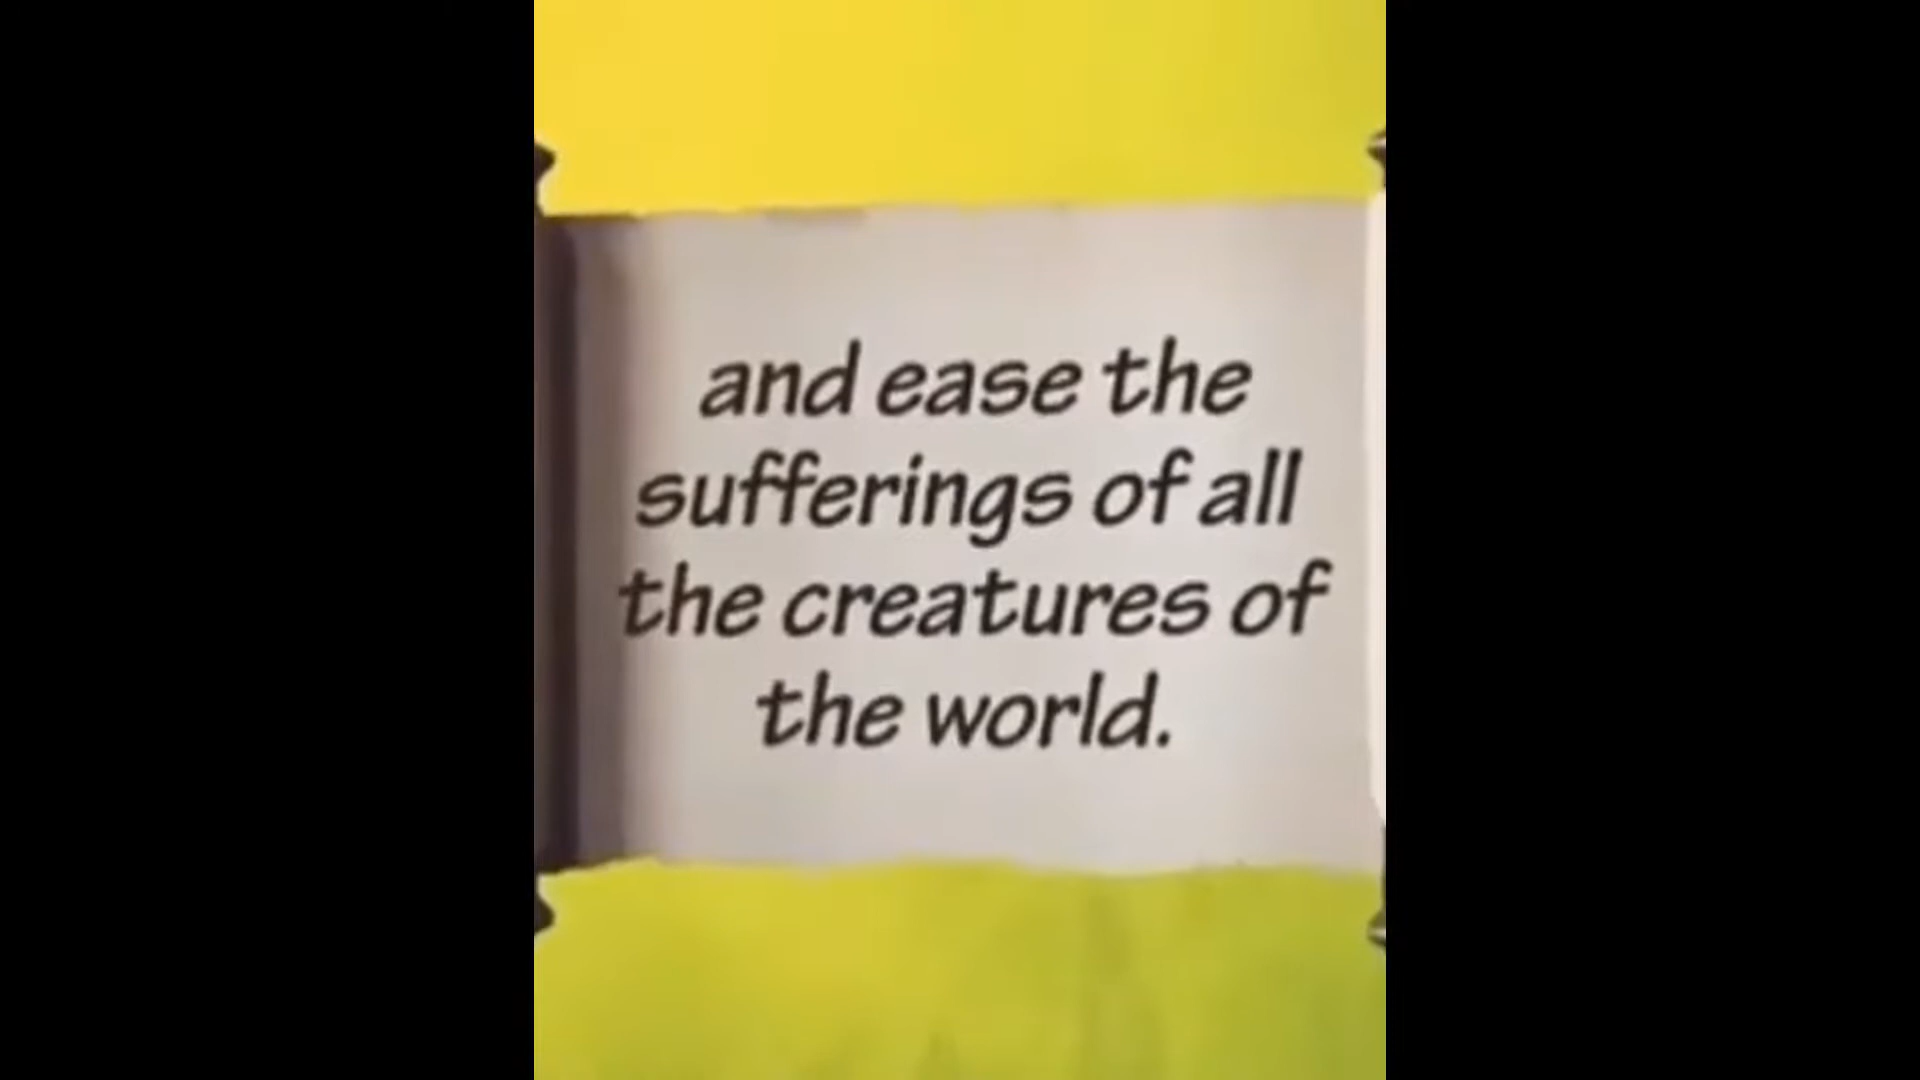 and ease the
sufferings of all
the creatures of
the world.